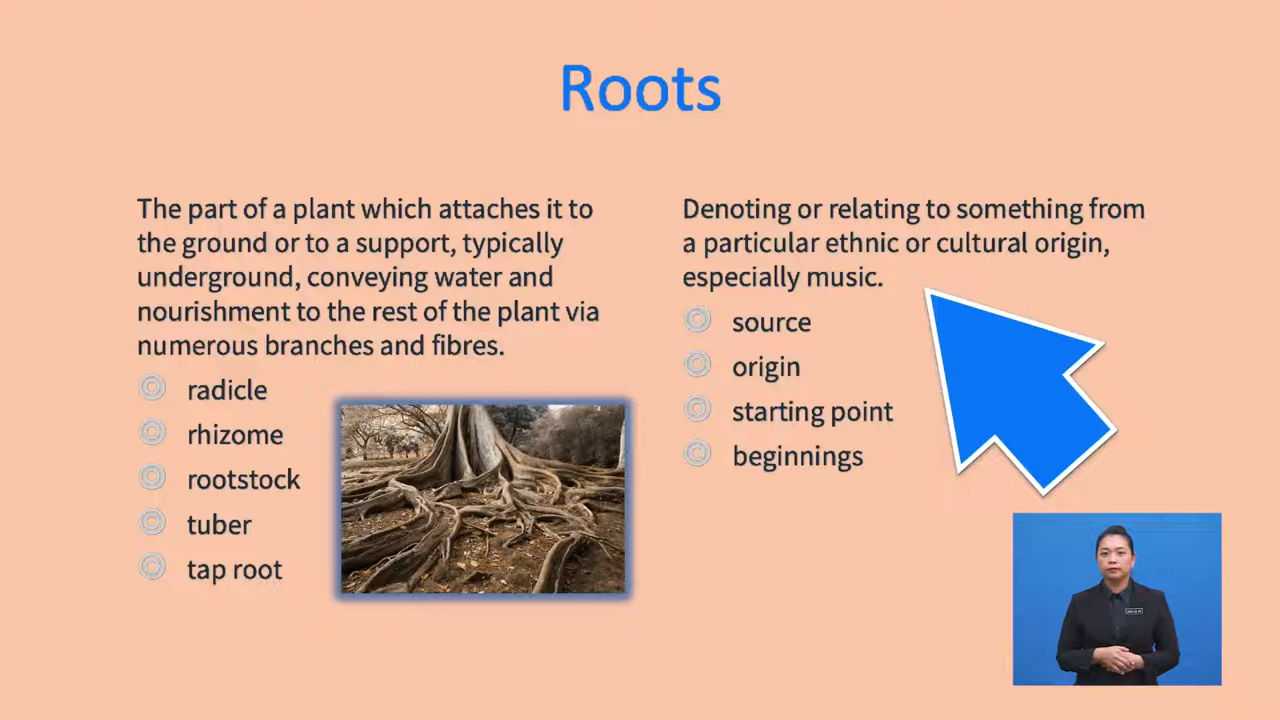 Roots
The part of a plant which attaches it to
the ground or to a support, typically
underground, conveying water and
nourishment to the rest of the plant via
numerous branches and fibres.
radicle
rhizome
rootstock
tuber
tap root
Denoting or relating to something from
a particular ethnic or cultural origin,
especially music.
source
origin
starting point
beginnings